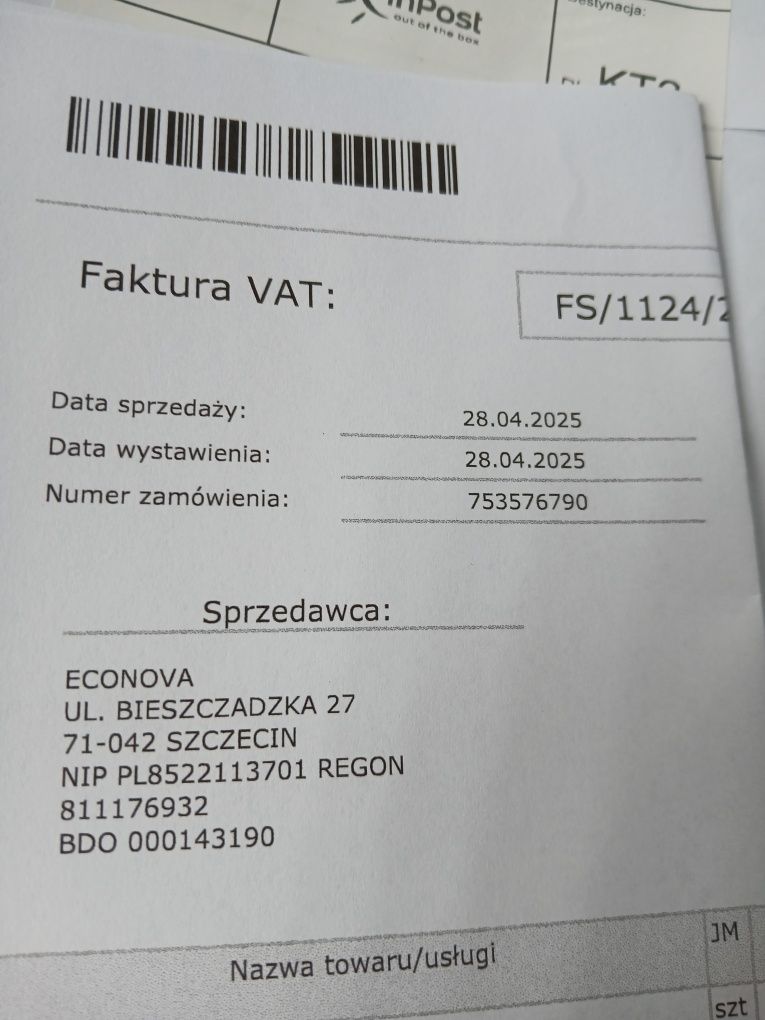 InPost
out of the box
Faktura VAT:
FS/1124/2
Data sprzedaży: 28.04.2025
Data wystawienia: 28.04.2025
Numer zamówienia: 753576790
Sprzedawca:
ECONOVA
UL. BIESZCZADZKA 27
71-042 SZCZECIN
NIP PL8522113701 REGON
811176932
BDO 000143190
Nazwa towaru/usługi JM
szt